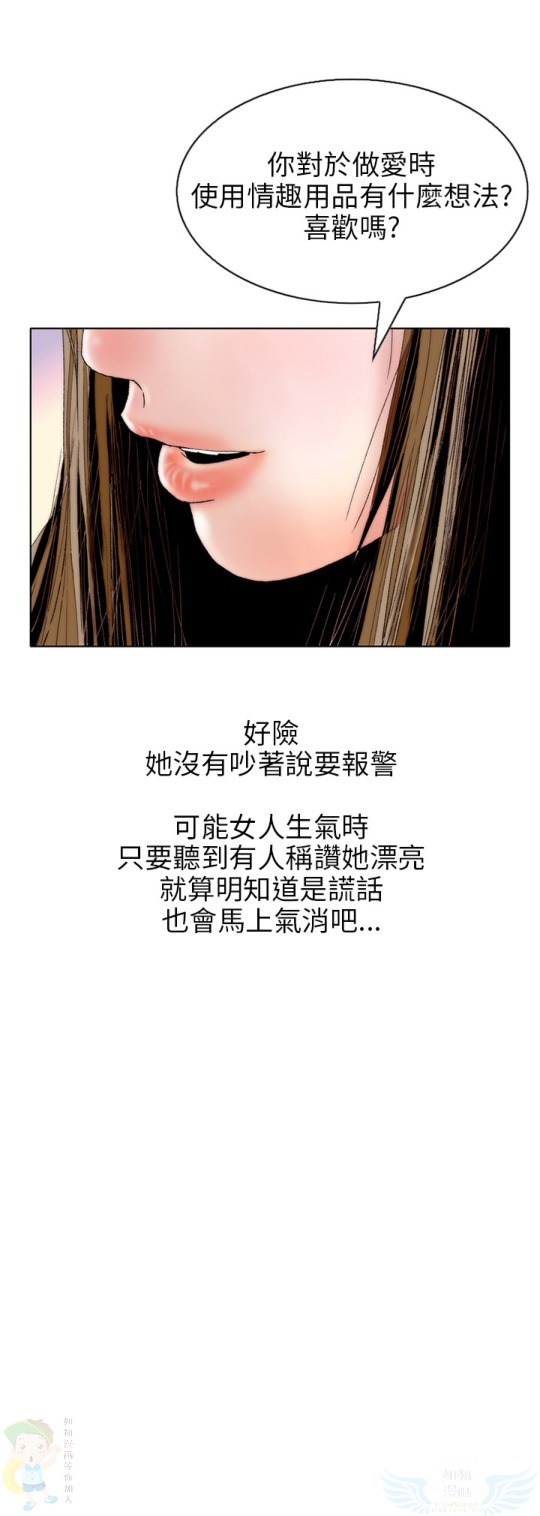 你對於做愛時
使用情趣用品有什麼想法?
喜歡嗎?
好險
她沒有吵著說要報警
可能女人生氣時
只要聽到有人稱讚她漂亮
就算明知道是謊話
也會馬上氣消吧...